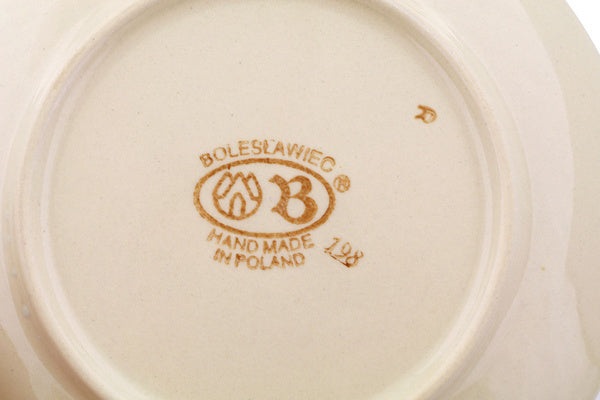 BOLESŁAWIEC
B®
HAND MADE
IN POLAND
198